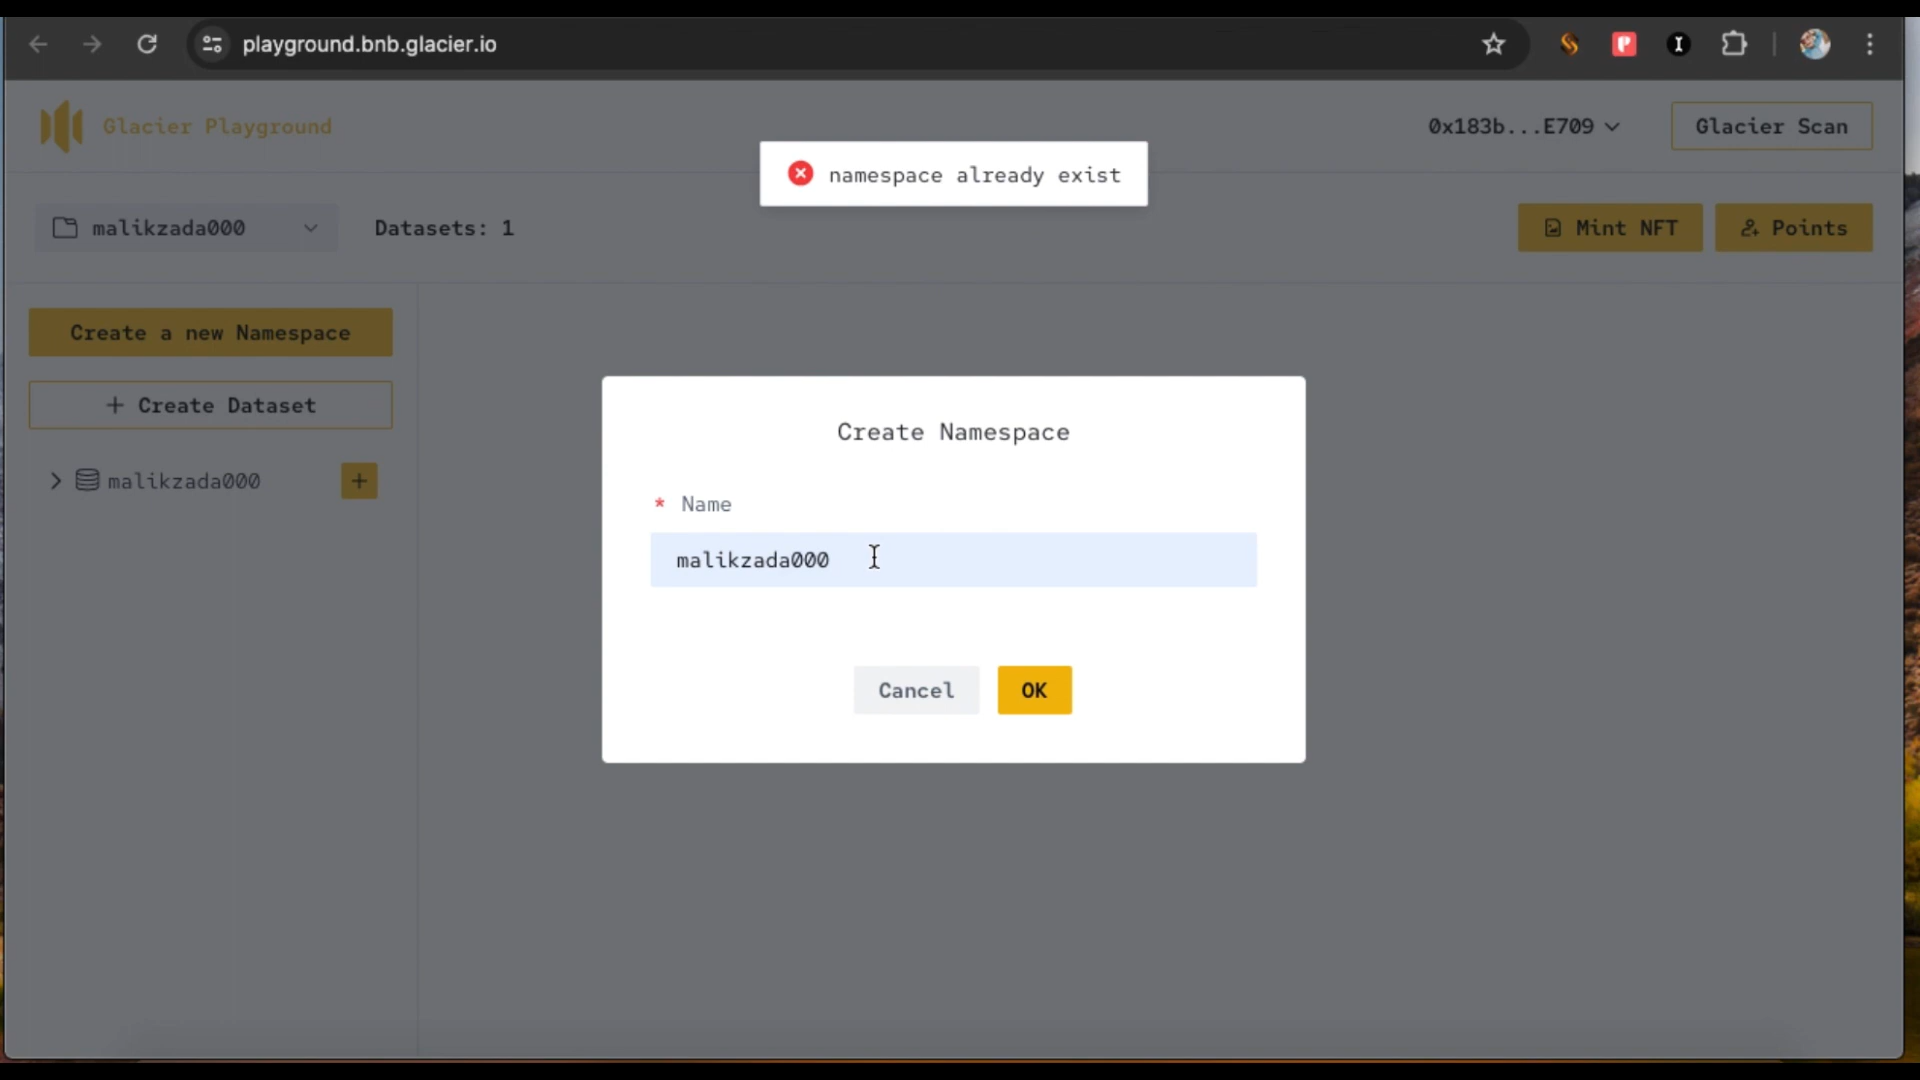 playground.bnb.glacier.io
Glacier Playground
0x183b...E709
Glacier Scan
namespace already exist
malikzada000
Datasets: 1
Mint NFT
Points
Create a new Namespace
+ Create Dataset
malikzada000
+
Create Namespace
* Name
malikzada000
Cancel
OK